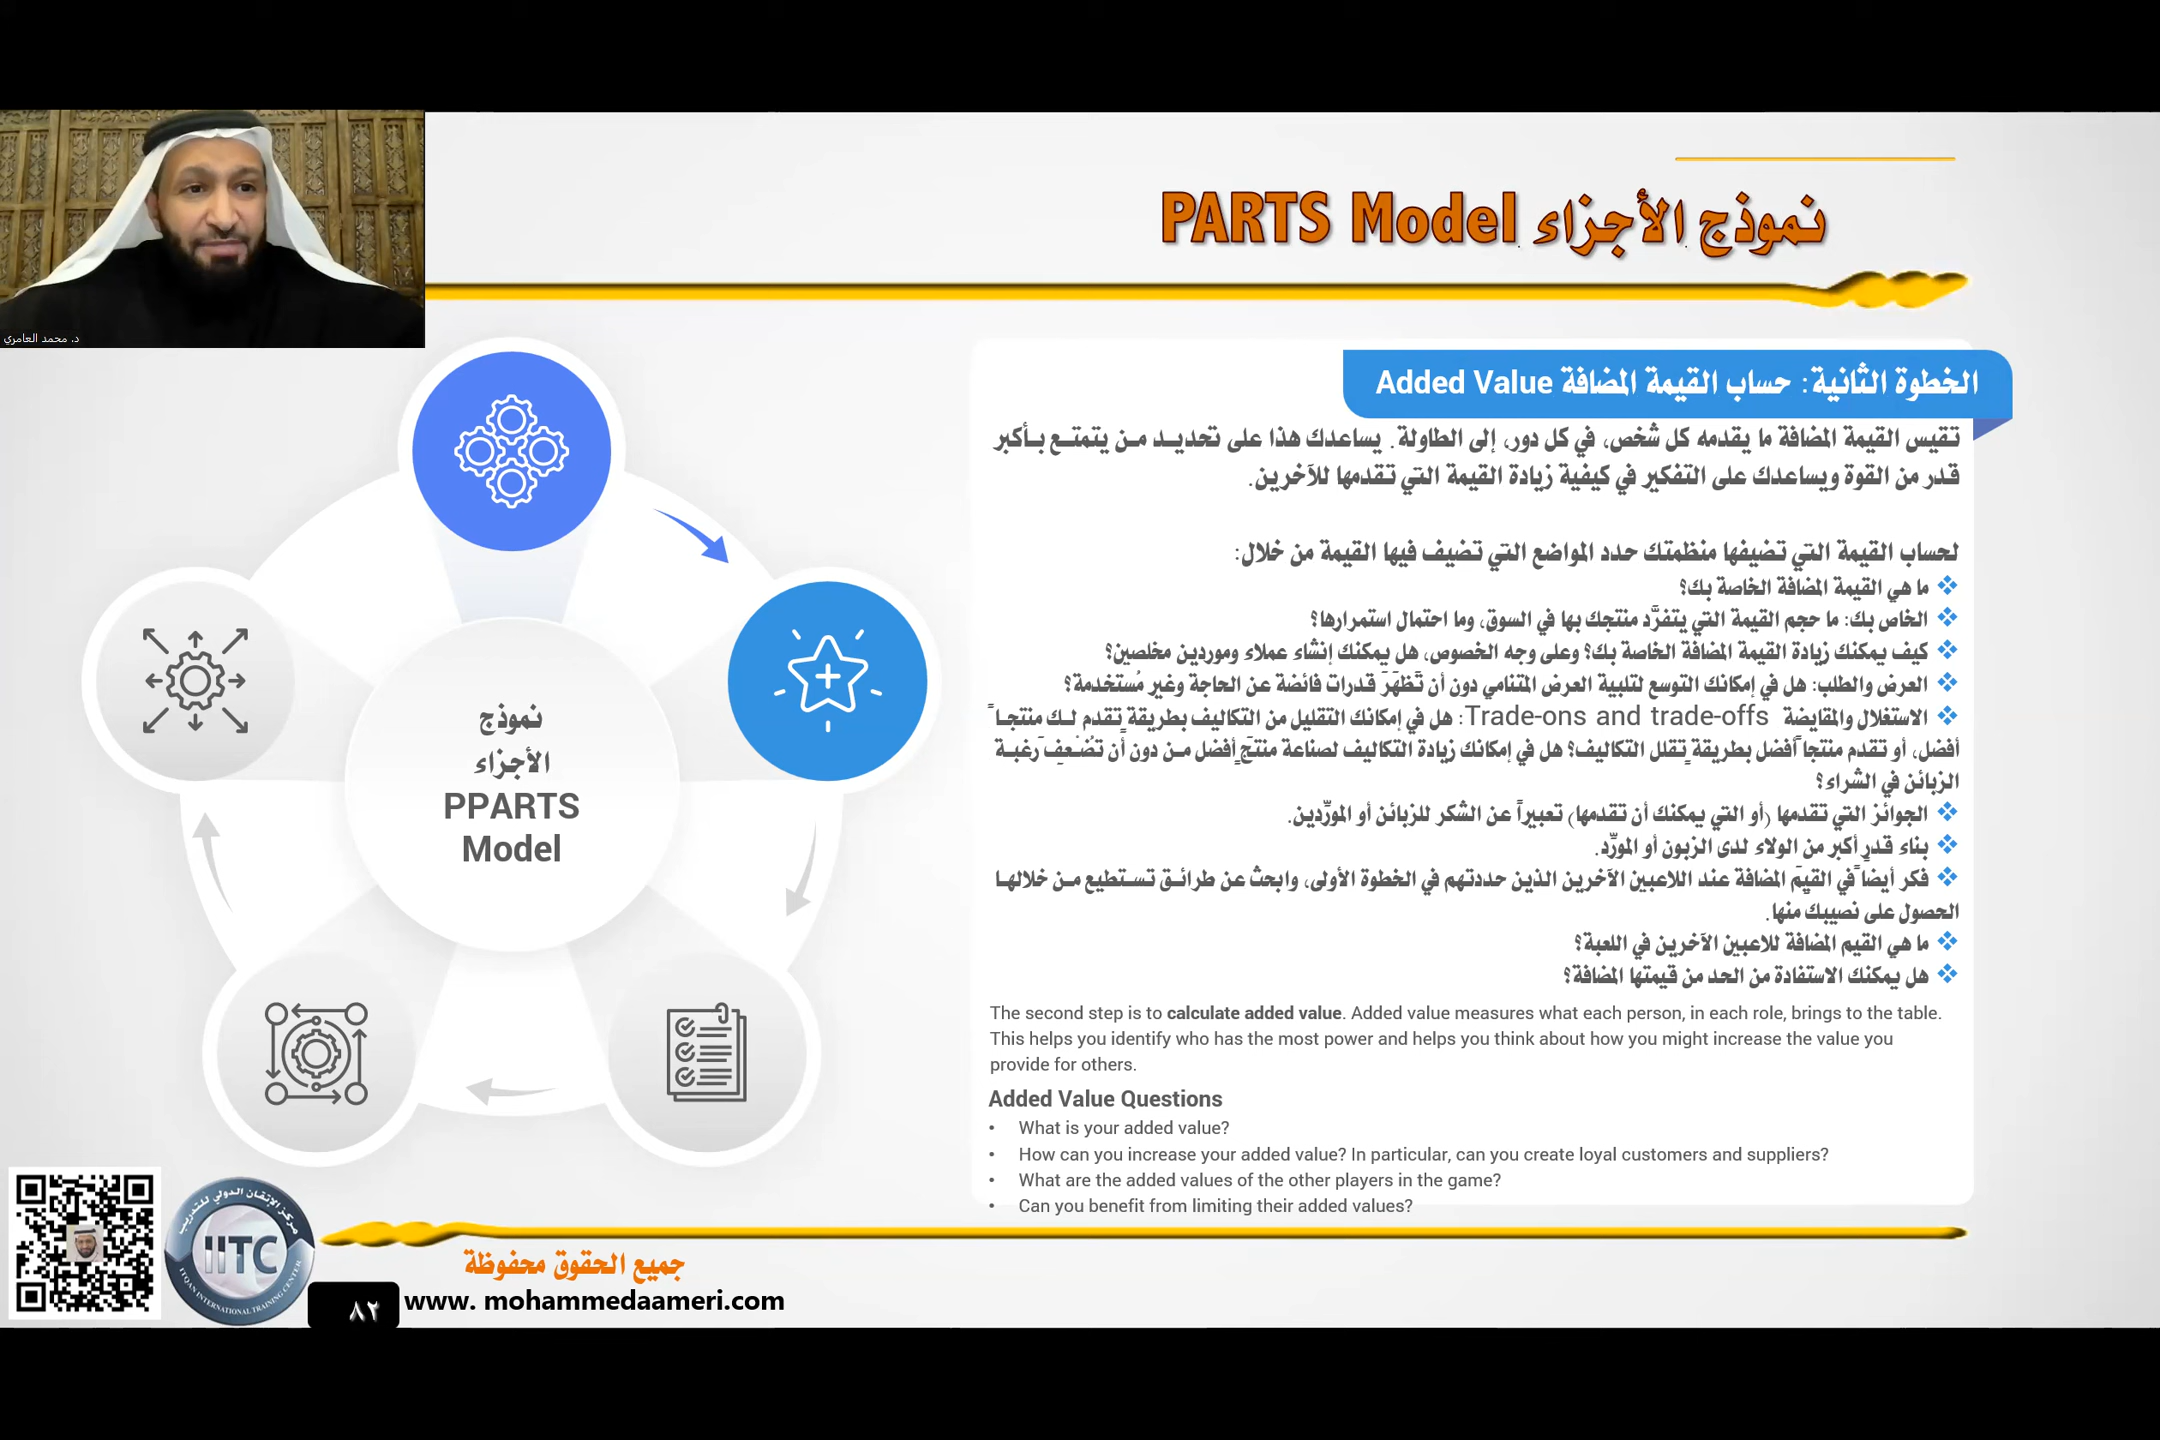 د. محمد العامري
نموذج الأجزاء PARTS Model
الخطوة الثانية: حساب القيمة المضافة Added Value
تقيس القيمة المضافة ما يقدمه كل شخص، في كل دور، إلى الطاولة. يساعدك هذا على تحديد من يتمتع بأكبر
قدر من القوة ويساعدك على التفكير في كيفية زيادة القيمة التي تقدمها للآخرين.
لحساب القيمة التي تضيفها منظمتك حدد المواضع التي تضيف فيها القيمة من خلال:
❖ ما هي القيمة المضافة الخاصة بك؟
❖ الخاص بك: ما حجم القيمة التي يتفرَّد منتجك بها في السوق، وما احتمال استمرارها؟
❖ كيف يمكنك زيادة القيمة المضافة الخاصة بك؟ وعلى وجه الخصوص، هل يمكنك إنشاء عملاء وموردين مخلصين؟
❖ العرض والطلب: هل في إمكانك التوسع لتلبية العرض المتنامي دون أن تَظهَرَ قدرات فائضة عن الحاجة وغير مُستخدمة؟
❖ الاستغلال والمقايضة Trade-ons and trade-offs: هل في إمكانك التقليل من التكاليف بطريقةٍ تقدم لك منتجاً
أفضل، أو تقدم منتجاً أفضل بطريقةٍ تقلل التكاليف؟ هل في إمكانك زيادة التكاليف لصناعة منتجٍ أفضل من دون أن تُضْعِفَ رغبة
الزبائن في الشراء؟
❖ الجوائز التي تقدمها (أو التي يمكنك أن تقدمها) تعبيراً عن الشكر للزبائن أو المورِّدين.
❖ بناء قدرٍ أكبر من الولاء لدى الزبون أو المورِّد.
❖ فكر أيضاً في القيَمِ المضافة عند اللاعبين الآخرين الذين حددتهم في الخطوة الأولى، وابحث عن طرائق تستطيع من خلالها
الحصول على نصيبك منها.
❖ ما هي القيم المضافة للاعبين الآخرين في اللعبة؟
❖ هل يمكنك الاستفادة من الحد من قيمتها المضافة؟
The second step is to calculate added value. Added value measures what each person, in each role, brings to the table.
This helps you identify who has the most power and helps you think about how you might increase the value you
provide for others.
Added Value Questions
• What is your added value?
• How can you increase your added value? In particular, can you create loyal customers and suppliers?
• What are the added values of the other players in the game?
• Can you benefit from limiting their added values?
نموذج
الأجزاء
PPARTS
Model
مركز الإتقان الدولي للتدريب
IITC
ITQAN INTERNATIONAL TRAINING CENTER
جميع الحقوق محفوظة
www. mohammedaameri.com
٨٢